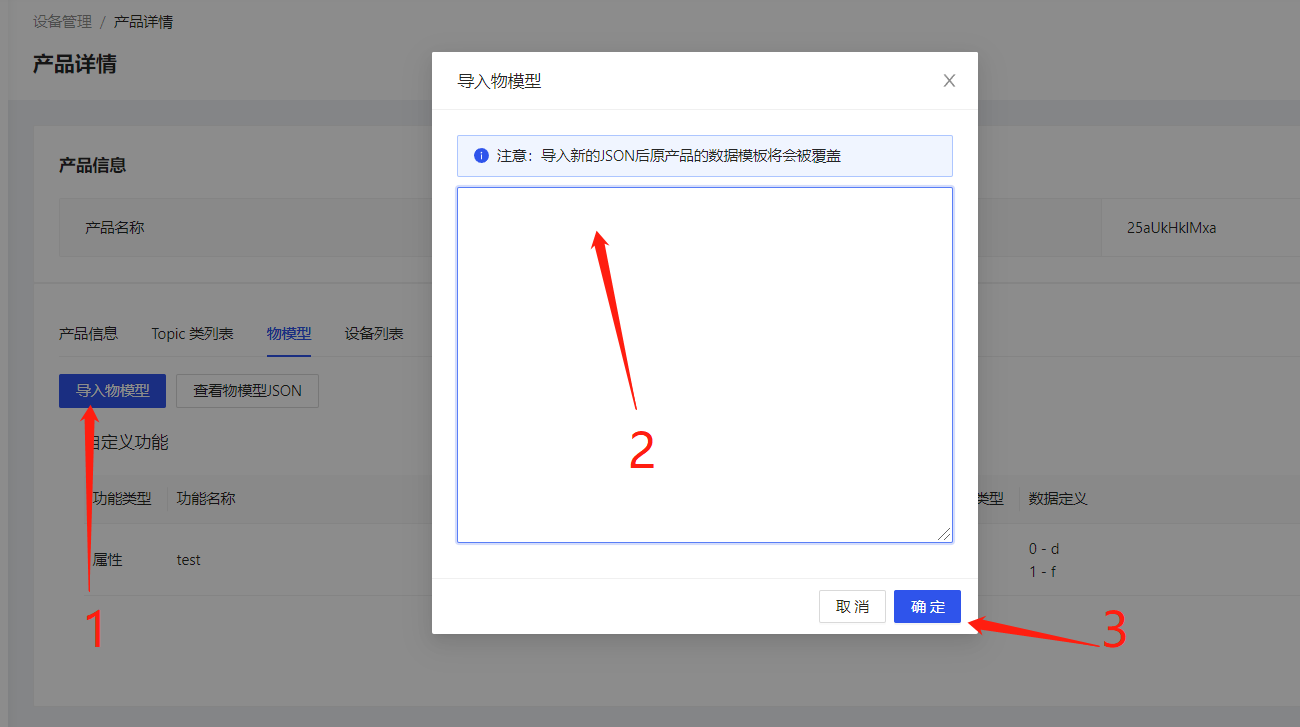 设备管理 / 产品详情
产品详情
导入物模型
注意：导入新的JSON后原产品的数据模板将会被覆盖
产品信息
产品名称
25aUkHklMxa
产品信息 Topic 类列表 物模型 设备列表
导入物模型 查看物模型JSON
自定义功能
功能类型 功能名称 类型 数据定义
属性 test
0 - d
1 - f
取 消 确 定
1
2
3